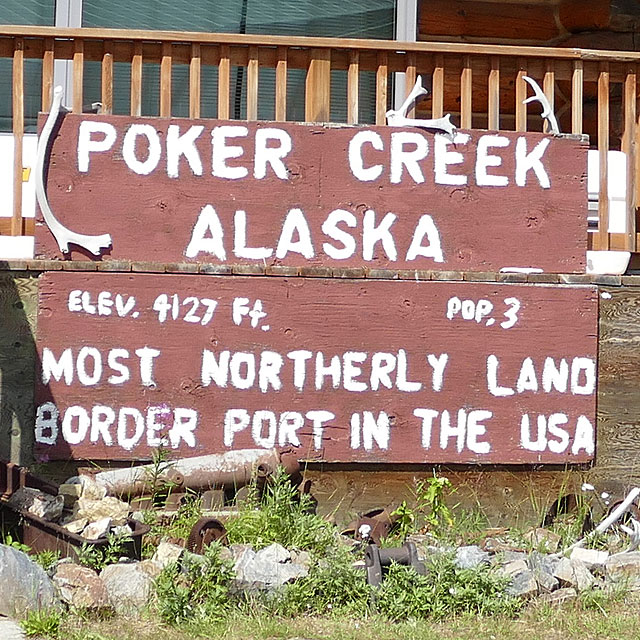 POKER CREEK
ALASKA
ELEV. 4127 Ft. POP. 3
MOST NORTHERLY LAND
BORDER PORT IN THE USA